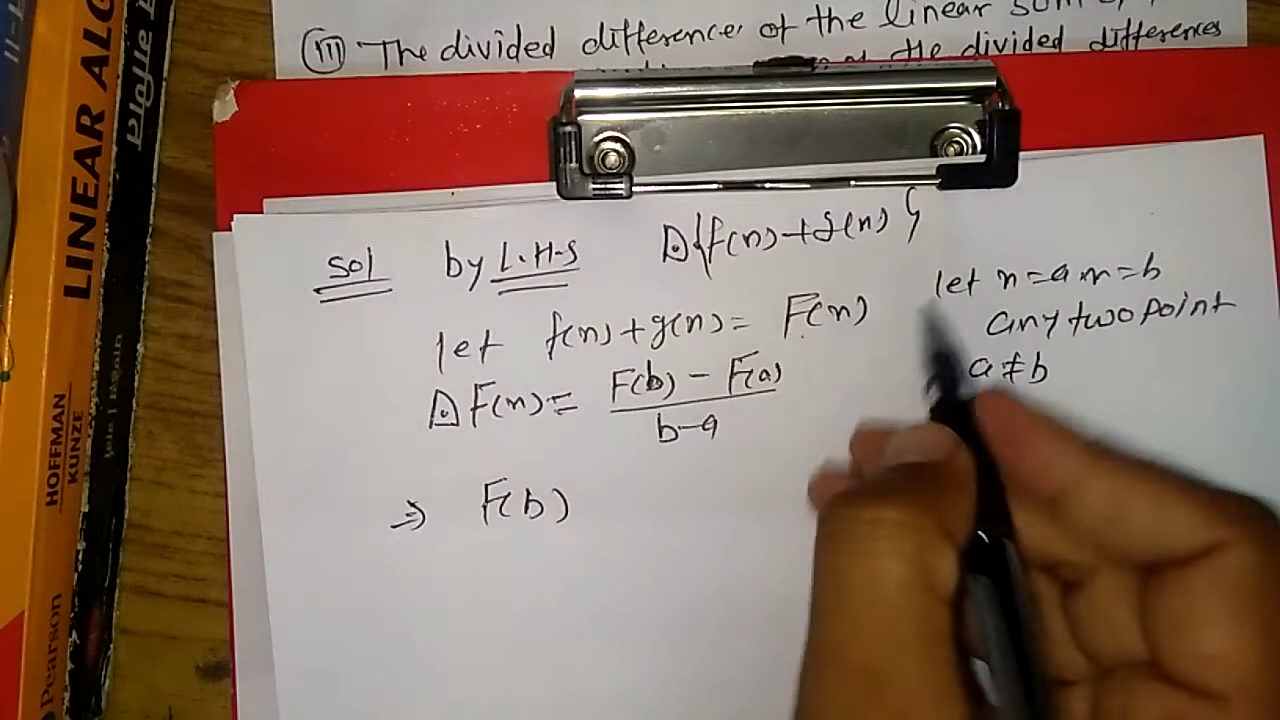 (III) The divided difference of the linear
the divided differences
Sol by L.H.S △{f(n)+g(n)}
let n=a n=b
any two point
a≠b
let f(n)+g(n)= F(n)
△ F(n)= F(b) - F(a) / b-a
⇒ F(b)
LINEAR ALG
HOFFMAN
KUNZE
Pearson